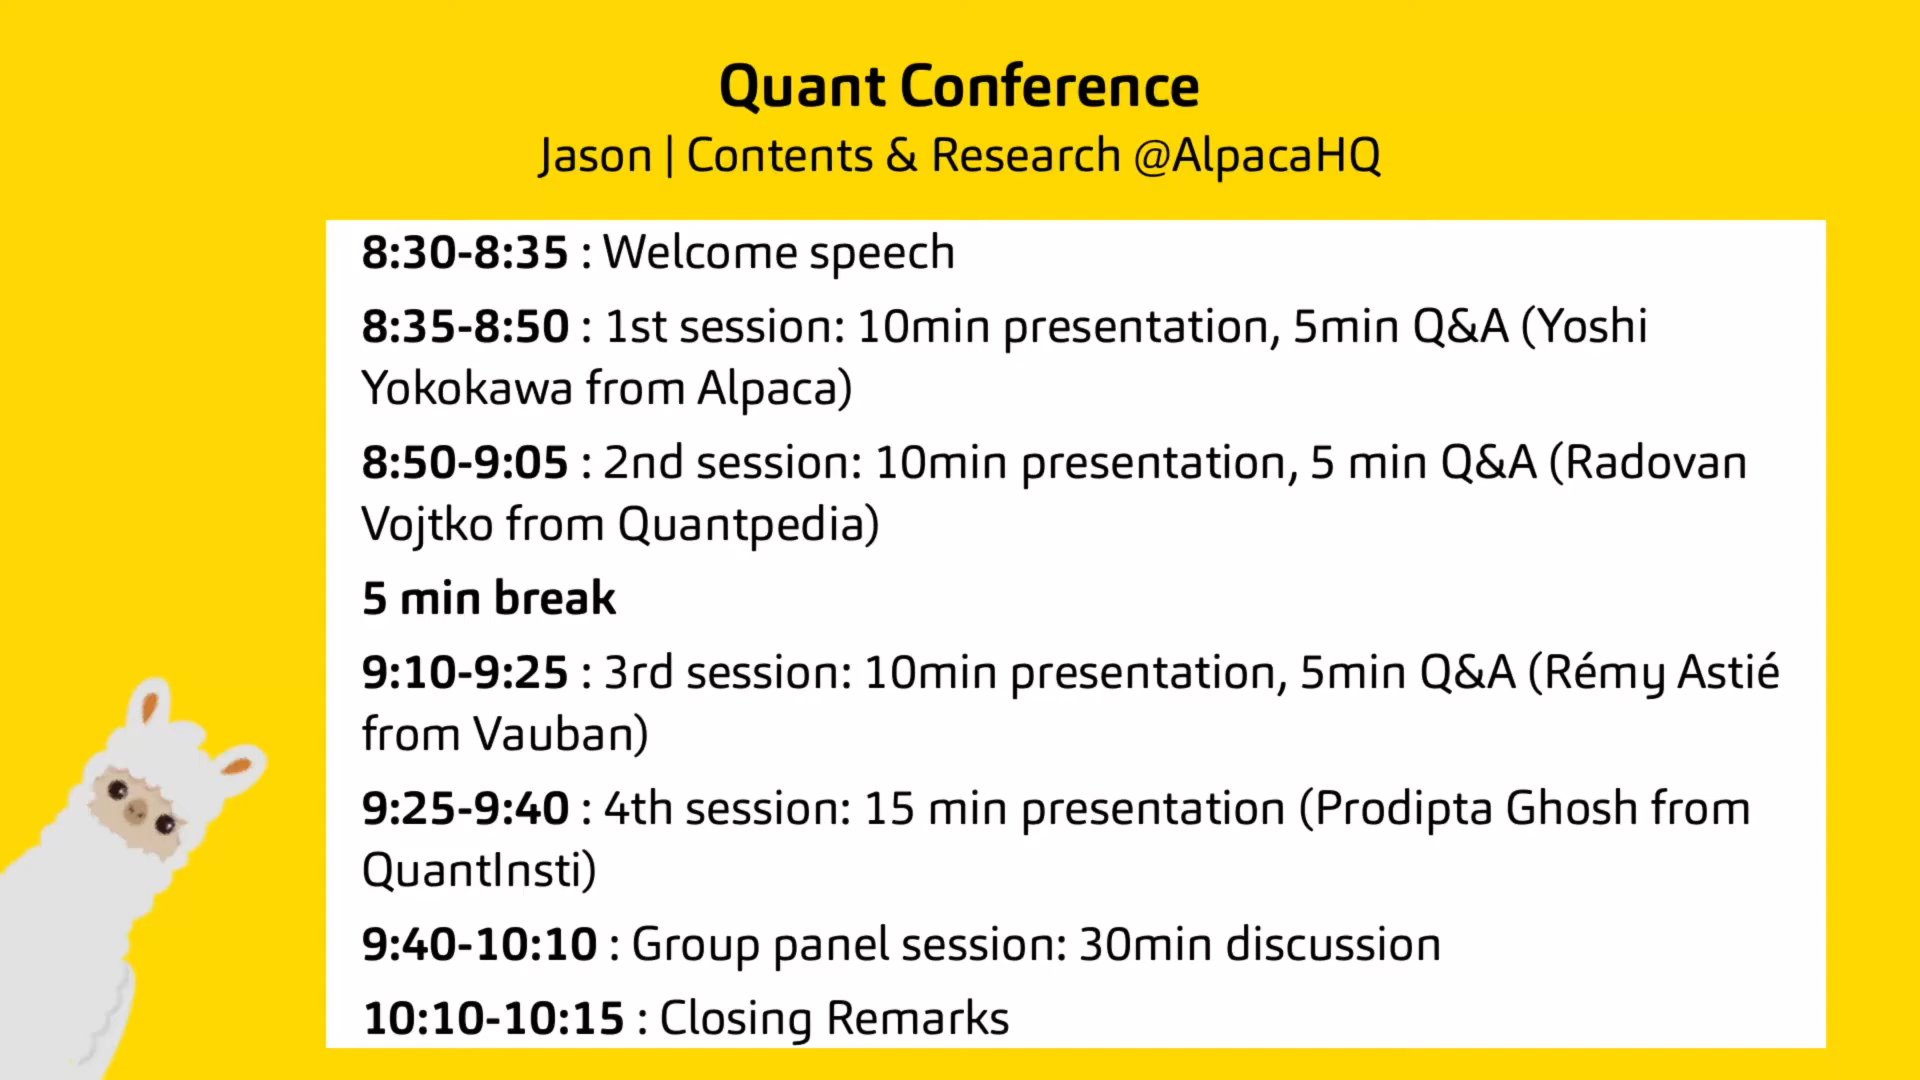 Quant Conference
Jason | Contents & Research @AlpacaHQ
8:30-8:35 : Welcome speech
8:35-8:50 : 1st session: 10min presentation, 5min Q&A (Yoshi
Yokokawa from Alpaca)
8:50-9:05 : 2nd session: 10min presentation, 5 min Q&A (Radovan
Vojtko from Quantpedia)
5 min break
9:10-9:25 : 3rd session: 10min presentation, 5min Q&A (Rémy Astié
from Vauban)
9:25-9:40 : 4th session: 15 min presentation (Prodipta Ghosh from
QuantInsti)
9:40-10:10 : Group panel session: 30min discussion
10:10-10:15 : Closing Remarks